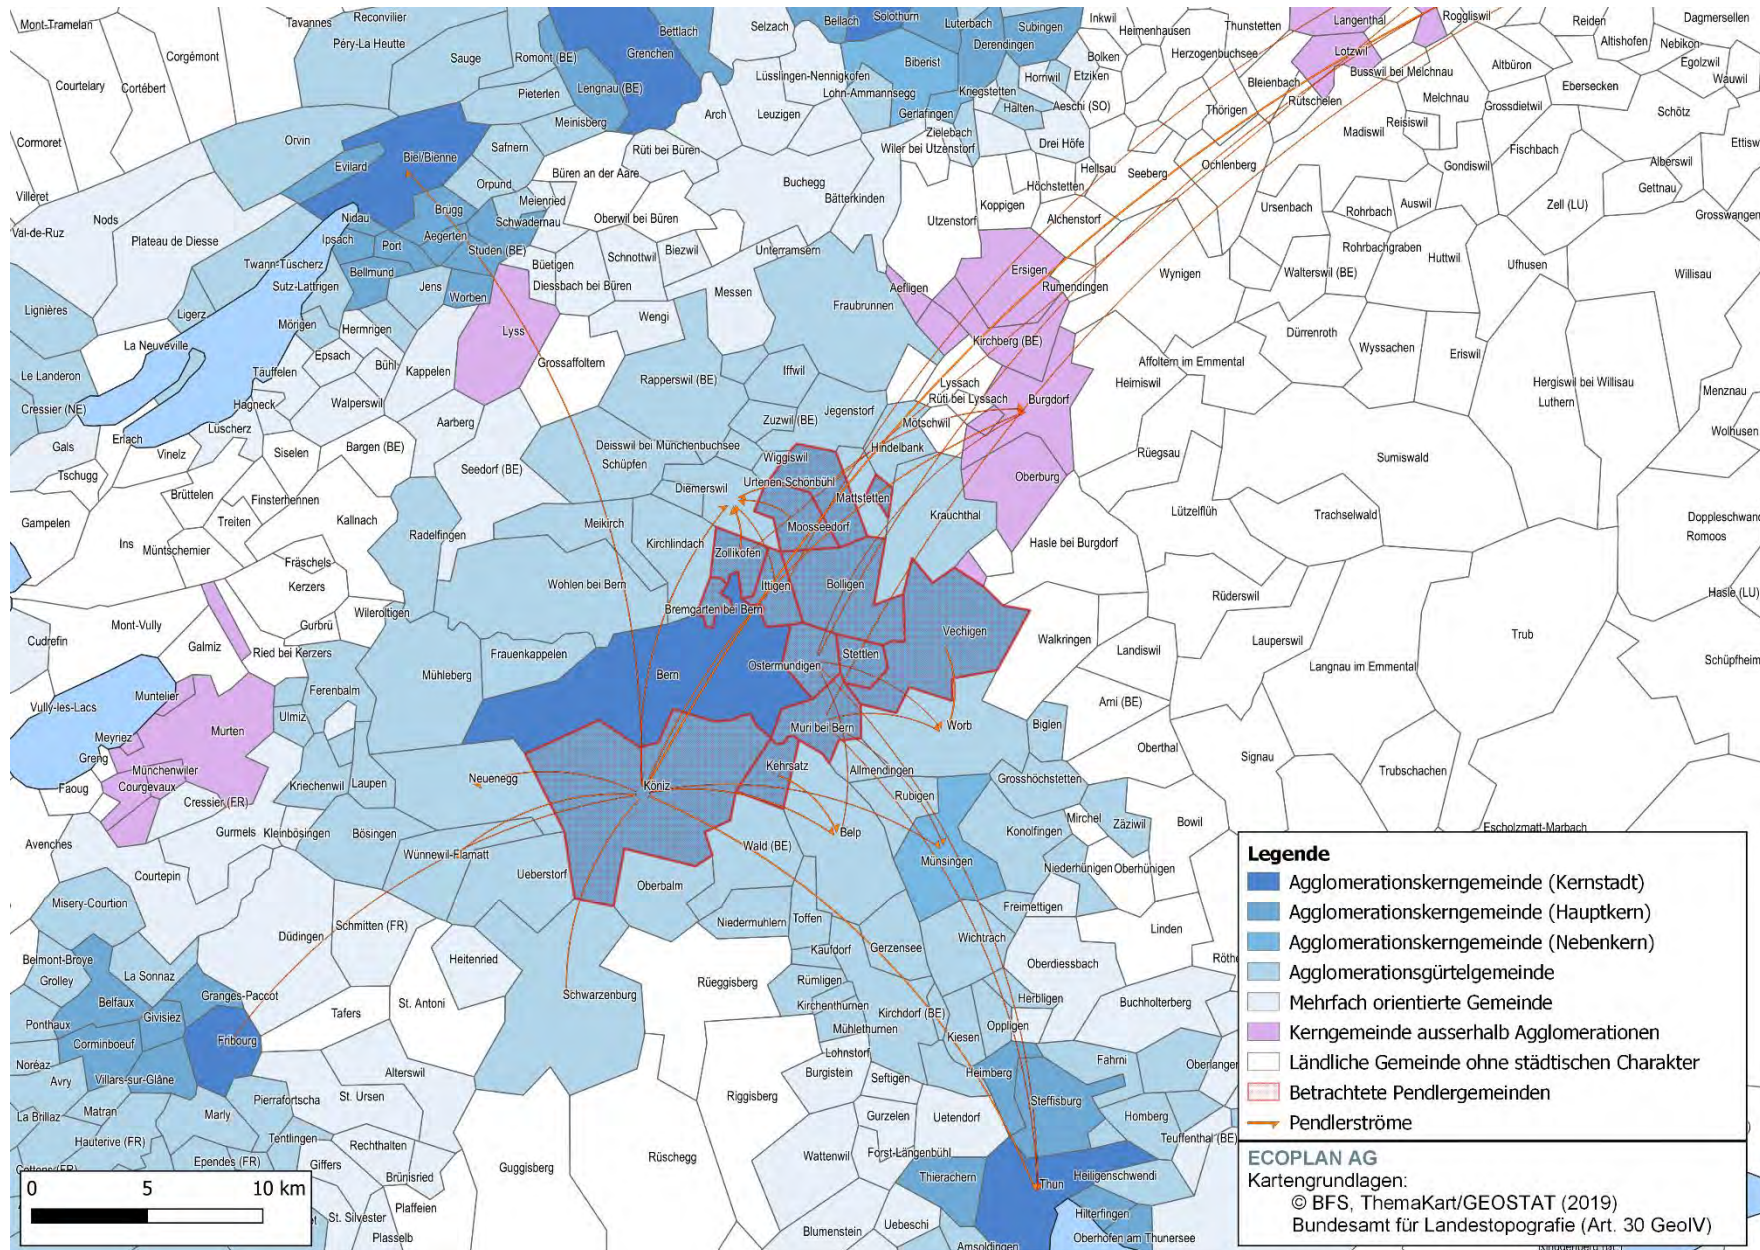 Mont-Tramelan
Tavannes
Reconvilier
Bettlach
Selzach
Bellach
Solothurn
Luterbach
Subingen
Inkwil
Heimenhausen
Thunstetten
Langenthal
Roggliswil
Reiden
Dagmersellen
Corgémont
Péry-La Heutte
Sauge
Romont (BE)
Grenchen
Derendingen
Bolken
Herzogenbuchsee
Lotzwil
Altishofen
Nebikon
Egolzwil
Courtelary
Cortébert
Pieterlen
Lengnau (BE)
Lüsslingen-Nennigkofen
Biberist
Lohn-Ammannsegg
Kriegstetten
Hornwil
Etziken
Bleienbach
Busswil bei Melchnau
Altbüron
Ebersecken
Wauwil
Meinisberg
Arch
Leuzigen
Gerlafingen
Halten
Aeschi (SO)
Thörigen
Rütschelen
Melchnau
Grossdietwil
Schötz
Cormoret
Orvin
Evilard
Biel/Bienne
Safnern
Rüti bei Büren
Zielebach
Wiler bei Utzenstorf
Drei Höfe
Madiswil
Reisiswil
Fischbach
Ettisw
Villeret
Orpund
Meienried
Büren an der Aare
Buchegg
Bätterkinden
Hellsau
Höchstetten
Seeberg
Ochlenberg
Gondiswil
Alberswil
Gettnau
Val-de-Ruz
Nods
Plateau de Diesse
Nidau
Brügg
Schwadernau
Oberwil bei Büren
Utzenstorf
Koppigen
Alchenstorf
Ursenbach
Rohrbach
Auswil
Zell (LU)
Grosswangen
Ipsach
Port
Aegerten
Studen (BE)
Schnottwil
Biezwil
Unterramsern
Rohrbachgraben
Huttwil
Ufhusen
Willisau
Twann-Tüscherz
Sutz-Lattrigen
Bellmund
Jens
Worben
Büetigen
Diessbach bei Büren
Messen
Fraubrunnen
Aefligen
Ersigen
Rumendingen
Wynigen
Walterswil (BE)
Lignières
Ligerz
Mörigen
Hermrigen
Lyss
Wengi
Kirchberg (BE)
Dürrenroth
Wyssachen
Eriswil
La Neuveville
Epsach
Bühl
Kappelen
Grossaffoltern
Iffwil
Lyssach
Affoltern im Emmental
Heimiswil
Hergiswil bei Willisau
Luthern
Menznau
Le Landeron
Täuffelen
Walperswil
Rapperswil (BE)
Jegenstorf
Rüti bei Lyssach
Burgdorf
Cressier (NE)
Hagneck
Lüscherz
Aarberg
Zuzwil (BE)
Mötschwil
Wolhusen
Gals
Erlach
Vinelz
Siselen
Bargen (BE)
Seedorf (BE)
Deisswil bei Münchenbuchsee
Schüpfen
Wiggiswil
Hindelbank
Oberburg
Rüegsau
Sumiswald
Tschugg
Brüttelen
Finsterhennen
Diemerswil
Urtenen-Schönbühl
Mattstetten
Gampelen
Treiten
Kallnach
Radelfingen
Meikirch
Moosseedorf
Krauchthal
Lützelflüh
Trachselwald
Doppleschwand
Romoos
Ins
Müntschemier
Fräschels
Kerzers
Kirchlindach
Zollikofen
Hasle bei Burgdorf
Wohlen bei Bern
Ittigen
Bolligen
Rüderswil
Hasle (LU)
Mont-Vully
Gurbrü
Wileroltigen
Bremgarten bei Bern
Vechigen
Walkringen
Cudrefin
Galmiz
Ried bei Kerzers
Frauenkappelen
Stettlen
Landiswil
Lauperswil
Trub
Muntelier
Ferenbalm
Mühleberg
Bern
Ostermundigen
Langnau im Emmental
Schüpfheim
Vully-les-Lacs
Murten
Ulmiz
Muri bei Bern
Worb
Biglen
Arni (BE)
Meyriez
Greng
Münchenwiler
Courgevaux
Kriechenwil
Laupen
Neuenegg
Köniz
Kehrsatz
Allmendingen
Grosshöchstetten
Oberthal
Signau
Trubschachen
Faoug
Cressier (FR)
Rubigen
Avenches
Gurmels
Kleinbösingen
Bösingen
Belp
Konolfingen
Mirchel
Zäziwil
Bowil
Escholzmatt-Marbach
Courtepin
Wünnewil-Flamatt
Ueberstorf
Wald (BE)
Oberbalm
Münsingen
Niederhünigen
Oberhünigen
Misery-Courtion
Düdingen
Schmitten (FR)
Niedermuhlern
Toffen
Freimettigen
Linden
Belmont-Broye
Grolley
La Sonnaz
Heitenried
Kaufdorf
Gerzensee
Wichtrach
Oberdiessbach
Röthe
Granges-Paccot
Belfaux
Givisiez
Tafers
St. Antoni
Schwarzenburg
Rüeggisberg
Rümligen
Kirchenthurnen
Mühlethurnen
Kirchdorf (BE)
Herbligen
Buchholterberg
Ponthaux
Corminboeuf
Fribourg
Kiesen
Oppligen
Noréaz
Avry
Villars-sur-Glâne
Alterswil
Lohnstorf
Burgistein
Seftigen
Heimberg
Fahrni
Oberlanger
La Brillaz
Matran
Marly
Pierrafortscha
St. Ursen
Riggisberg
Gurzelen
Uetendorf
Steffisburg
Homberg
Hauterive (FR)
Tentlingen
Rechthalten
Rüschegg
Wattenwil
Forst-Längenbühl
Teuffenthal (BE)
Ependes (FR)
Giffers
Brünisried
Guggisberg
Thierachern
Thun
Heiligenschwendi
Plaffeien
St. Silvester
Plasselb
Blumenstein
Uebeschi
Amsoldingen
Hilterfingen
Oberhofen am Thunersee
0 5 10 km
Legende
Agglomerationskerngemeinde (Kernstadt)
Agglomerationskerngemeinde (Hauptkern)
Agglomerationskerngemeinde (Nebenkern)
Agglomerationsgürtelgemeinde
Mehrfach orientierte Gemeinde
Kerngemeinde ausserhalb Agglomerationen
Ländliche Gemeinde ohne städtischen Charakter
Betrachtete Pendlergemeinden
Pendlerströme
ECOPLAN AG
Kartengrundlagen:
© BFS, ThemaKart/GEOSTAT (2019)
Bundesamt für Landestopografie (Art. 30 GeoIV)